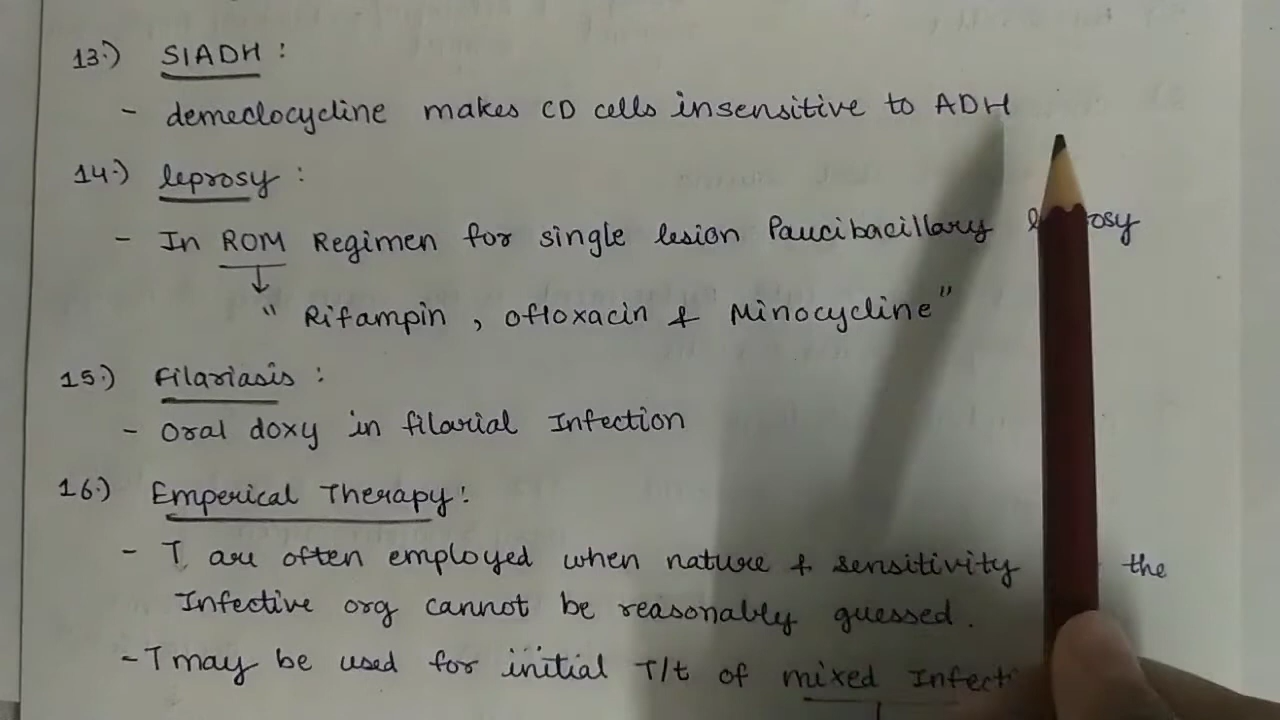 13.) SIADH :
- demeclocycline makes CD cells insensitive to ADH
14.) leprosy :
- In ROM Regimen for single lesion Paucibacillary
" Rifampin , Ofloxacin & Minocycline"
15.) Filariasis :
- Oral doxy in filarial Infection
16.) Emperical Therapy :
- T are often employed when nature & sensitivity the
Infective org cannot be reasonably guessed.
- T may be used for initial T/t of mixed